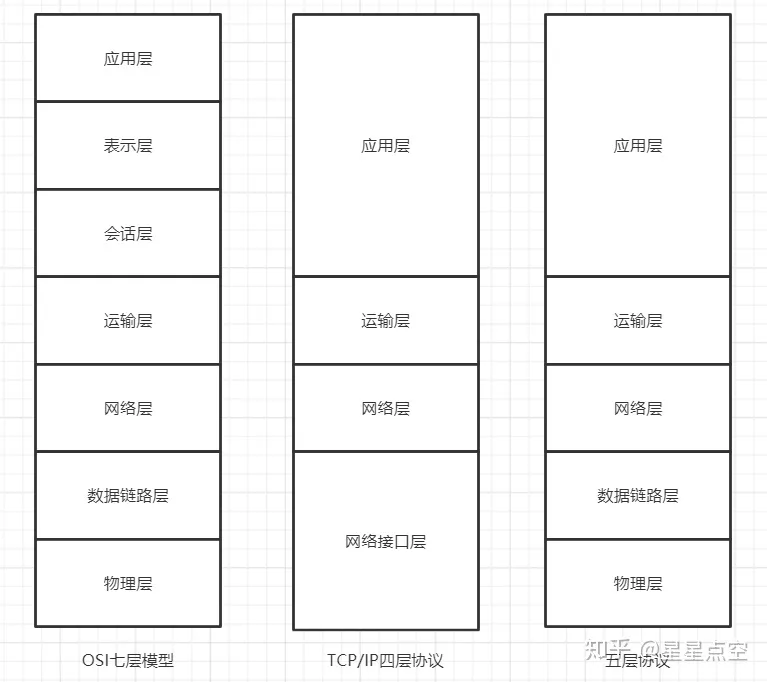 应用层
表示层
会话层
运输层
网络层
数据链路层
物理层
OSI七层模型
应用层
运输层
网络层
网络接口层
TCP/IP四层协议
应用层
运输层
网络层
数据链路层
物理层
五层协议
知乎 @星星点空